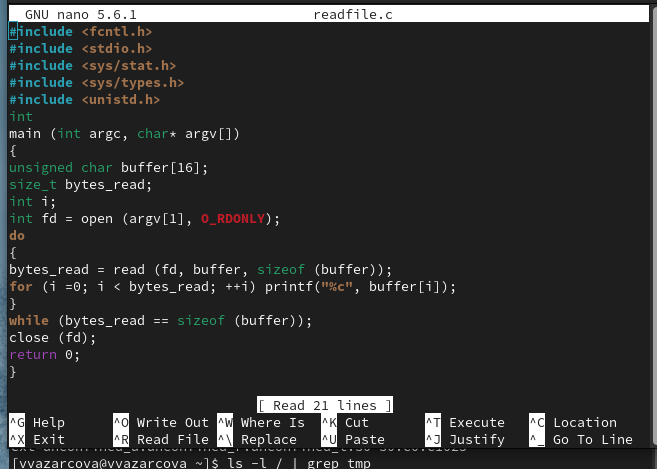 GNU nano 5.6.1 readfile.c
#include <fcntl.h>
#include <stdio.h>
#include <sys/stat.h>
#include <sys/types.h>
#include <unistd.h>
int
main (int argc, char* argv[])
{
unsigned char buffer[16];
size_t bytes_read;
int i;
int fd = open (argv[1], O_RDONLY);
do
{
bytes_read = read (fd, buffer, sizeof (buffer));
for (i =0; i < bytes_read; ++i) printf("%c", buffer[i]);
}
while (bytes_read == sizeof (buffer));
close (fd);
return 0;
}
[ Read 21 lines ]
^G Help ^O Write Out ^W Where Is ^K Cut ^T Execute ^C Location
^X Exit ^R Read File ^\ Replace ^U Paste ^J Justify ^_ Go To Line
[vvazarcova@vvazarcova ~]$ ls -l / | grep tmp